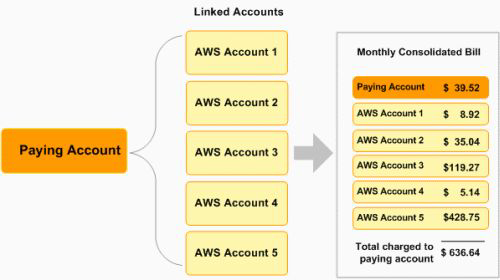 Linked Accounts
Paying Account
AWS Account 1
AWS Account 2
AWS Account 3
AWS Account 4
AWS Account 5
Monthly Consolidated Bill
Paying Account $ 39.52
AWS Account 1 $ 8.92
AWS Account 2 $ 35.04
AWS Account 3 $119.27
AWS Account 4 $ 5.14
AWS Account 5 $428.75
Total charged to
paying account $ 636.64